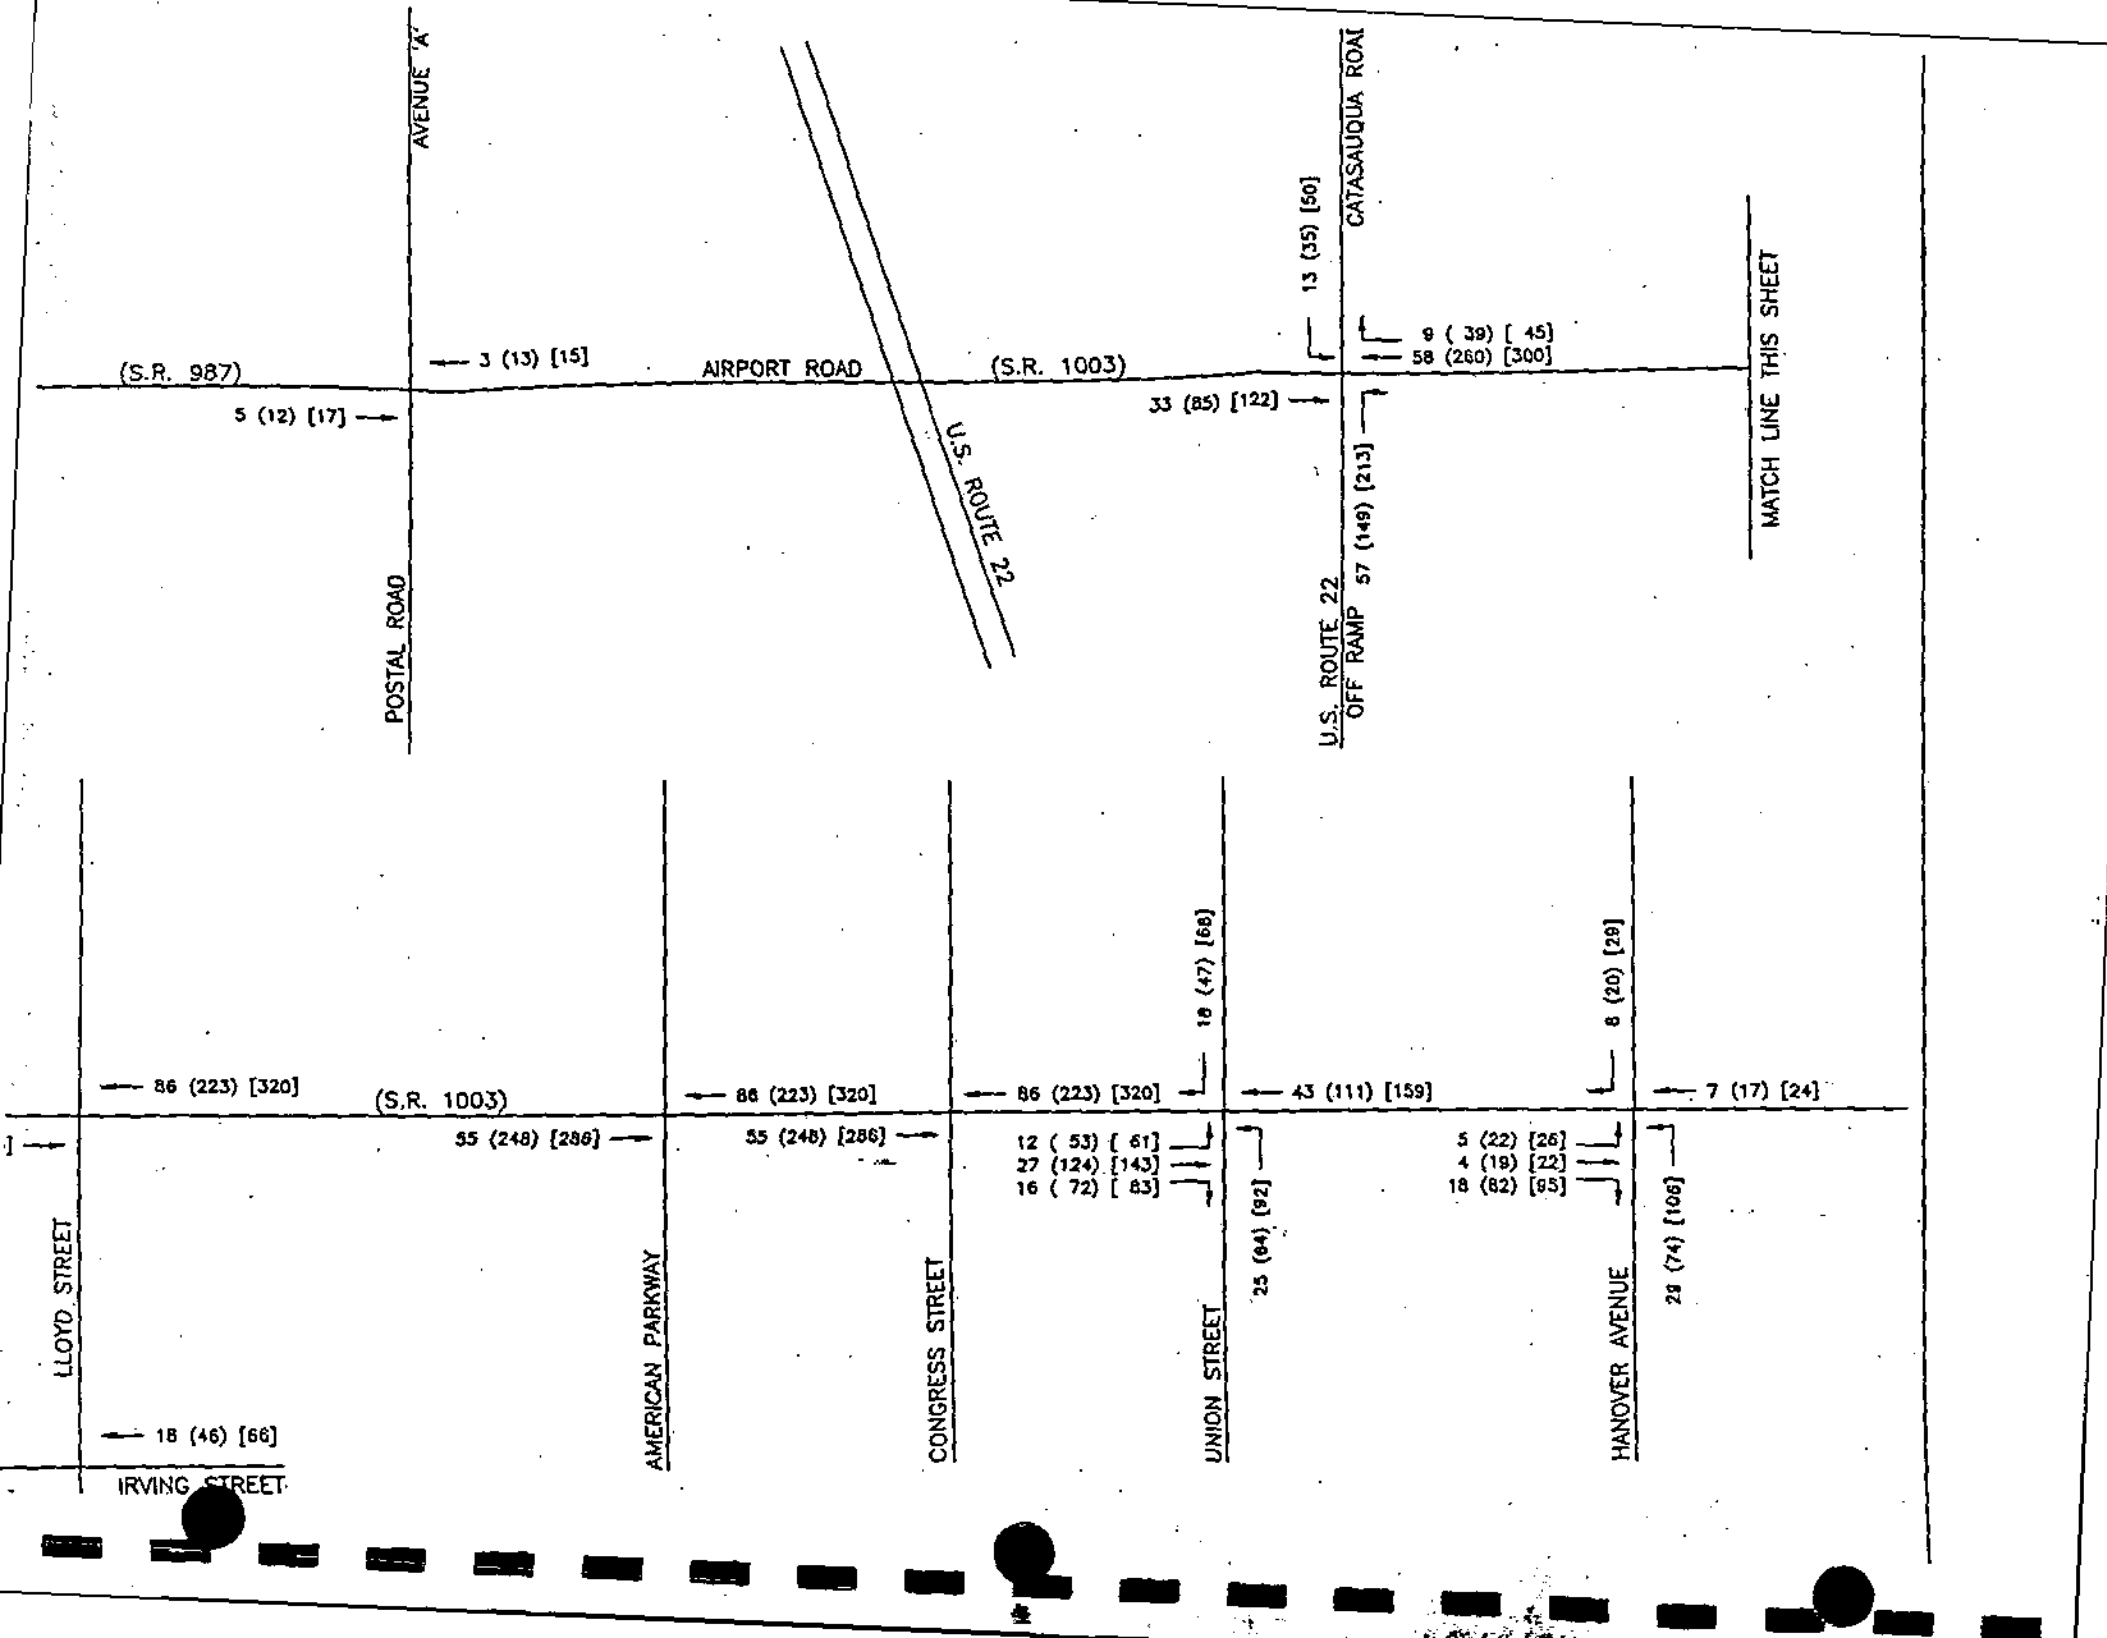 AVENUE 'A'
CATASAUQUA ROAD
13 (35) [50]
9 ( 39) [ 45]
58 (260) [300]
3 (13) [15]
(S.R. 987)
AIRPORT ROAD
(S.R. 1003)
5 (12) [17]
33 (85) [122]
57 (149) [213]
MATCH LINE THIS SHEET
U.S. ROUTE 22
POSTAL ROAD
U.S. ROUTE 22
OFF RAMP
18 (47) [68]
8 (20) [29]
86 (223) [320]
(S.R. 1003)
86 (223) [320]
86 (223) [320]
43 (111) [159]
7 (17) [24]
]
55 (248) [286]
55 (248) [286]
12 ( 53) [ 61]
27 (124) [143]
16 ( 72) [ 83]
5 (22) [26]
4 (19) [22]
18 (82) [95]
25 (64) [92]
29 (74) [106]
LLOYD STREET
AMERICAN PARKWAY
CONGRESS STREET
UNION STREET
HANOVER AVENUE
18 (46) [66]
IRVING STREET